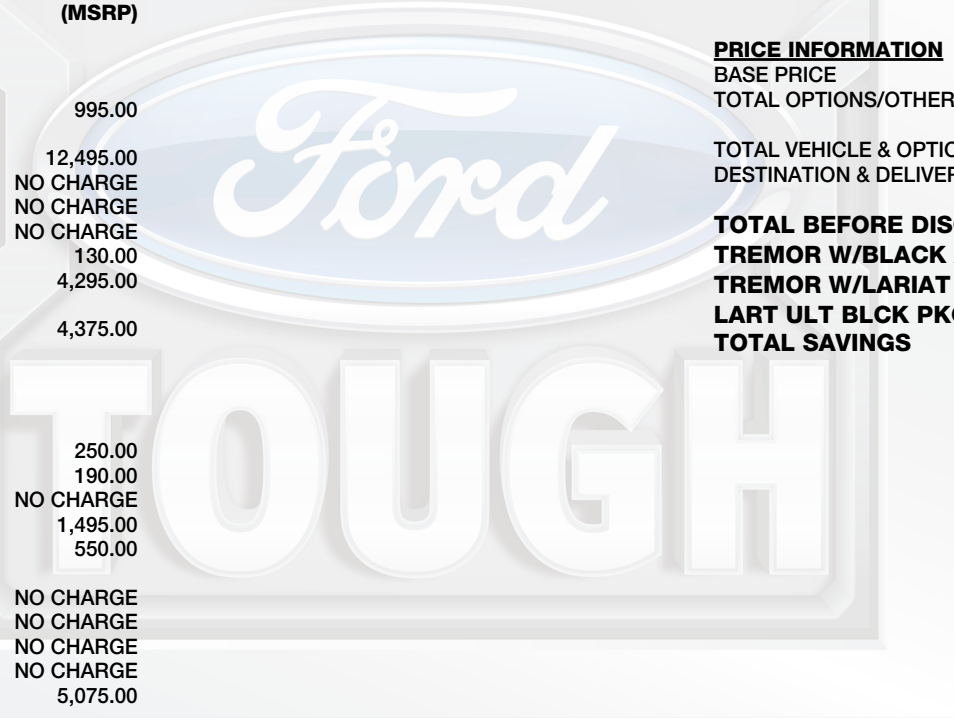 (MSRP)
995.00
12,495.00
NO CHARGE
NO CHARGE
NO CHARGE
130.00
4,295.00
4,375.00
250.00
190.00
NO CHARGE
1,495.00
550.00
NO CHARGE
NO CHARGE
NO CHARGE
NO CHARGE
5,075.00
PRICE INFORMATION
BASE PRICE
TOTAL OPTIONS/OTHER
TOTAL VEHICLE & OPTIO
DESTINATION & DELIVER
TOTAL BEFORE DIS
TREMOR W/BLACK
TREMOR W/LARIAT
LART ULT BLCK PK
TOTAL SAVINGS
Ford
TOUGH